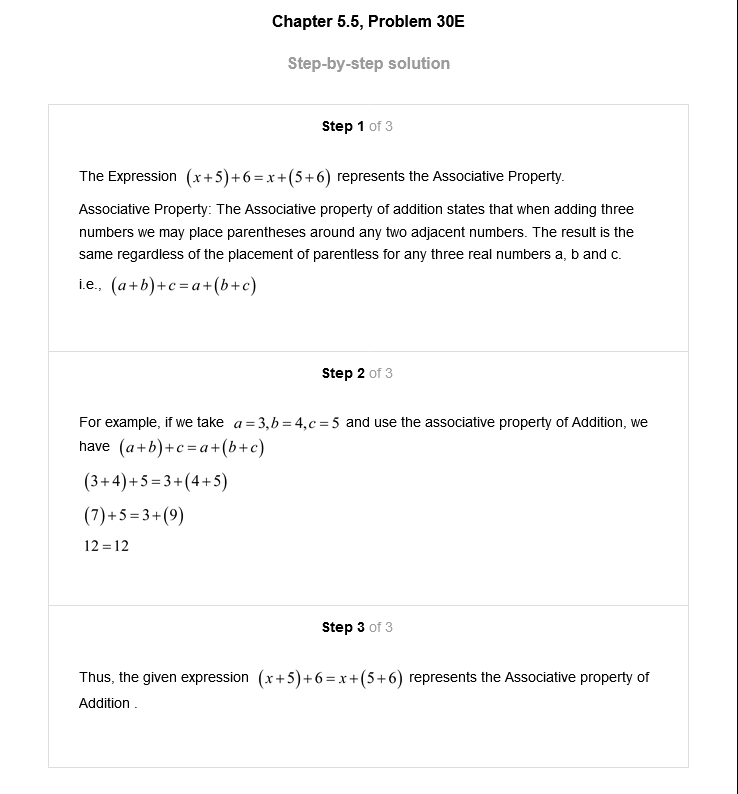 Chapter 5.5, Problem 30E
Step-by-step solution
Step 1 of 3
The Expression (x+5)+6=x+(5+6) represents the Associative Property.
Associative Property: The Associative property of addition states that when adding three
numbers we may place parentheses around any two adjacent numbers. The result is the
same regardless of the placement of parentless for any three real numbers a, b and c.
i.e., (a+b)+c=a+(b+c)
Step 2 of 3
For example, if we take a=3,b=4,c=5 and use the associative property of Addition, we
have (a+b)+c=a+(b+c)
(3+4)+5=3+(4+5)
(7)+5=3+(9)
12=12
Step 3 of 3
Thus, the given expression (x+5)+6=x+(5+6) represents the Associative property of
Addition .